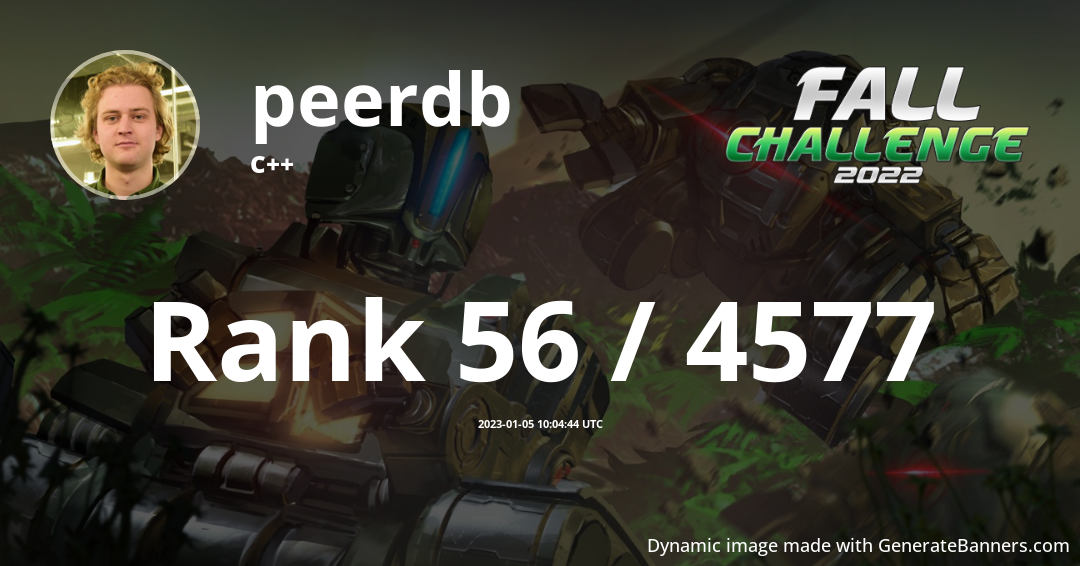 peerdb
C++
FALL
CHALLENGE
2022
Rank 56 / 4577
2023-01-05 10:04:44 UTC
Dynamic image made with GenerateBanners.com